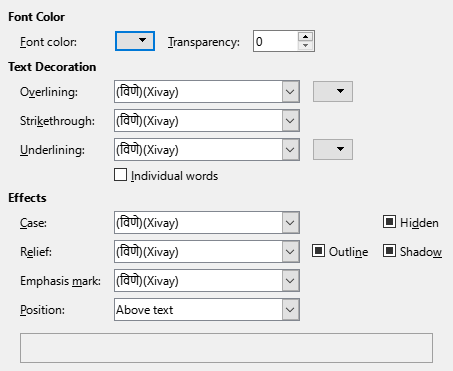 Font Color
Font color: Transparency: 0
Text Decoration
Overlining: (विणे)(Xivay)
Strikethrough: (विणे)(Xivay)
Underlining: (विणे)(Xivay)
Individual words
Effects
Case: (विणे)(Xivay) Hidden
Relief: (विणे)(Xivay) Outline Shadow
Emphasis mark: (विणे)(Xivay)
Position: Above text